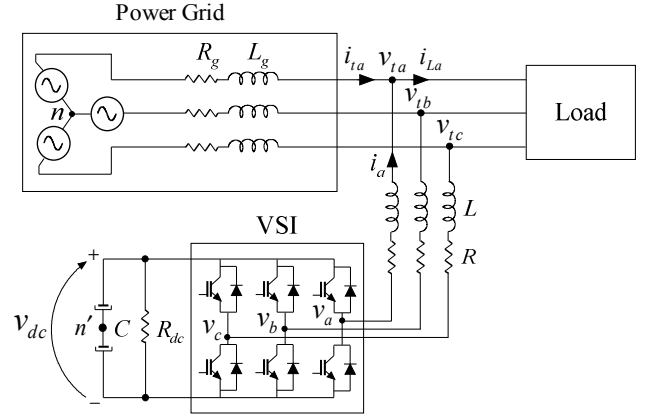 Power Grid
R_g L_g i_ta v_ta i_La
n v_tb Load
v_tc
i_a
L
VSI
R
+
v_dc n′ C R_dc v_c v_b v_a
−